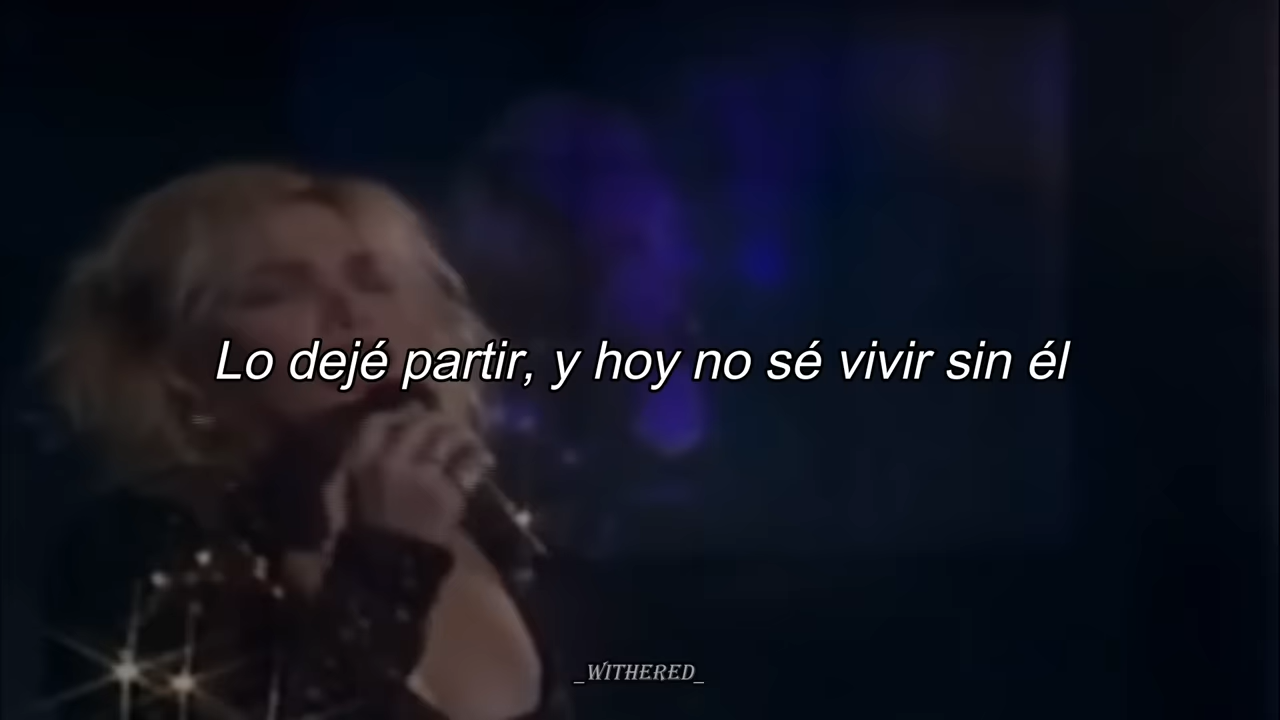 Lo dejé partir, y hoy no sé vivir sin él
_WITHERED_